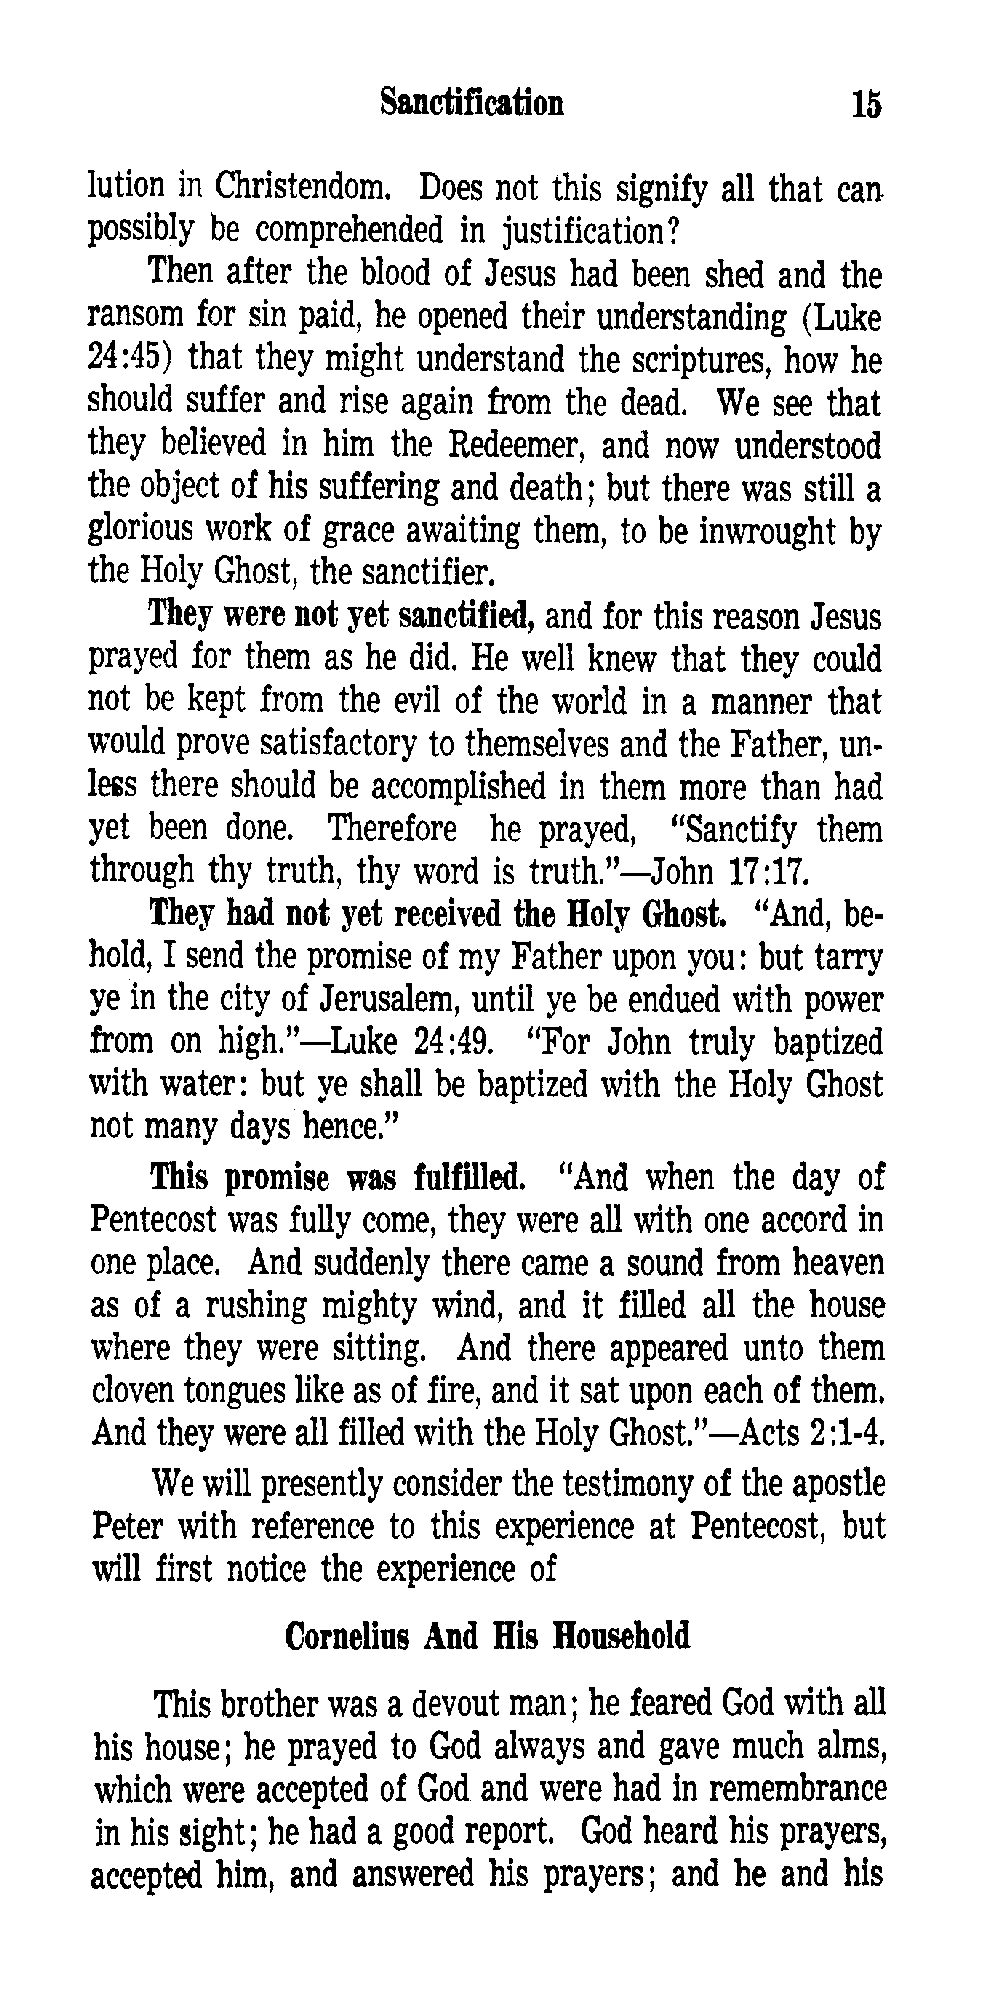 Sanctification 15
lution in Christendom. Does not this signify all that can
possibly be comprehended in justification?
Then after the blood of Jesus had been shed and the
ransom for sin paid, he opened their understanding (Luke
24:45) that they might understand the scriptures, how he
should suffer and rise again from the dead. We see that
they believed in him the Redeemer, and now understood
the object of his suffering and death; but there was still a
glorious work of grace awaiting them, to be inwrought by
the Holy Ghost, the sanctifier.
They were not yet sanctified, and for this reason Jesus
prayed for them as he did. He well knew that they could
not be kept from the evil of the world in a manner that
would prove satisfactory to themselves and the Father, un-
less there should be accomplished in them more than had
yet been done. Therefore he prayed, “Sanctify them
through thy truth, thy word is truth.”—John 17:17.
They had not yet received the Holy Ghost. “And, be-
hold, I send the promise of my Father upon you: but tarry
ye in the city of Jerusalem, until ye be endued with power
from on high.”—Luke 24:49. “For John truly baptized
with water: but ye shall be baptized with the Holy Ghost
not many days hence.”
This promise was fulfilled. “And when the day of
Pentecost was fully come, they were all with one accord in
one place. And suddenly there came a sound from heaven
as of a rushing mighty wind, and it filled all the house
where they were sitting. And there appeared unto them
cloven tongues like as of fire, and it sat upon each of them.
And they were all filled with the Holy Ghost.”—Acts 2:1-4.
We will presently consider the testimony of the apostle
Peter with reference to this experience at Pentecost, but
will first notice the experience of
Cornelius And His Household
This brother was a devout man; he feared God with all
his house; he prayed to God always and gave much alms,
which were accepted of God and were had in remembrance
in his sight; he had a good report. God heard his prayers,
accepted him, and answered his prayers; and he and his